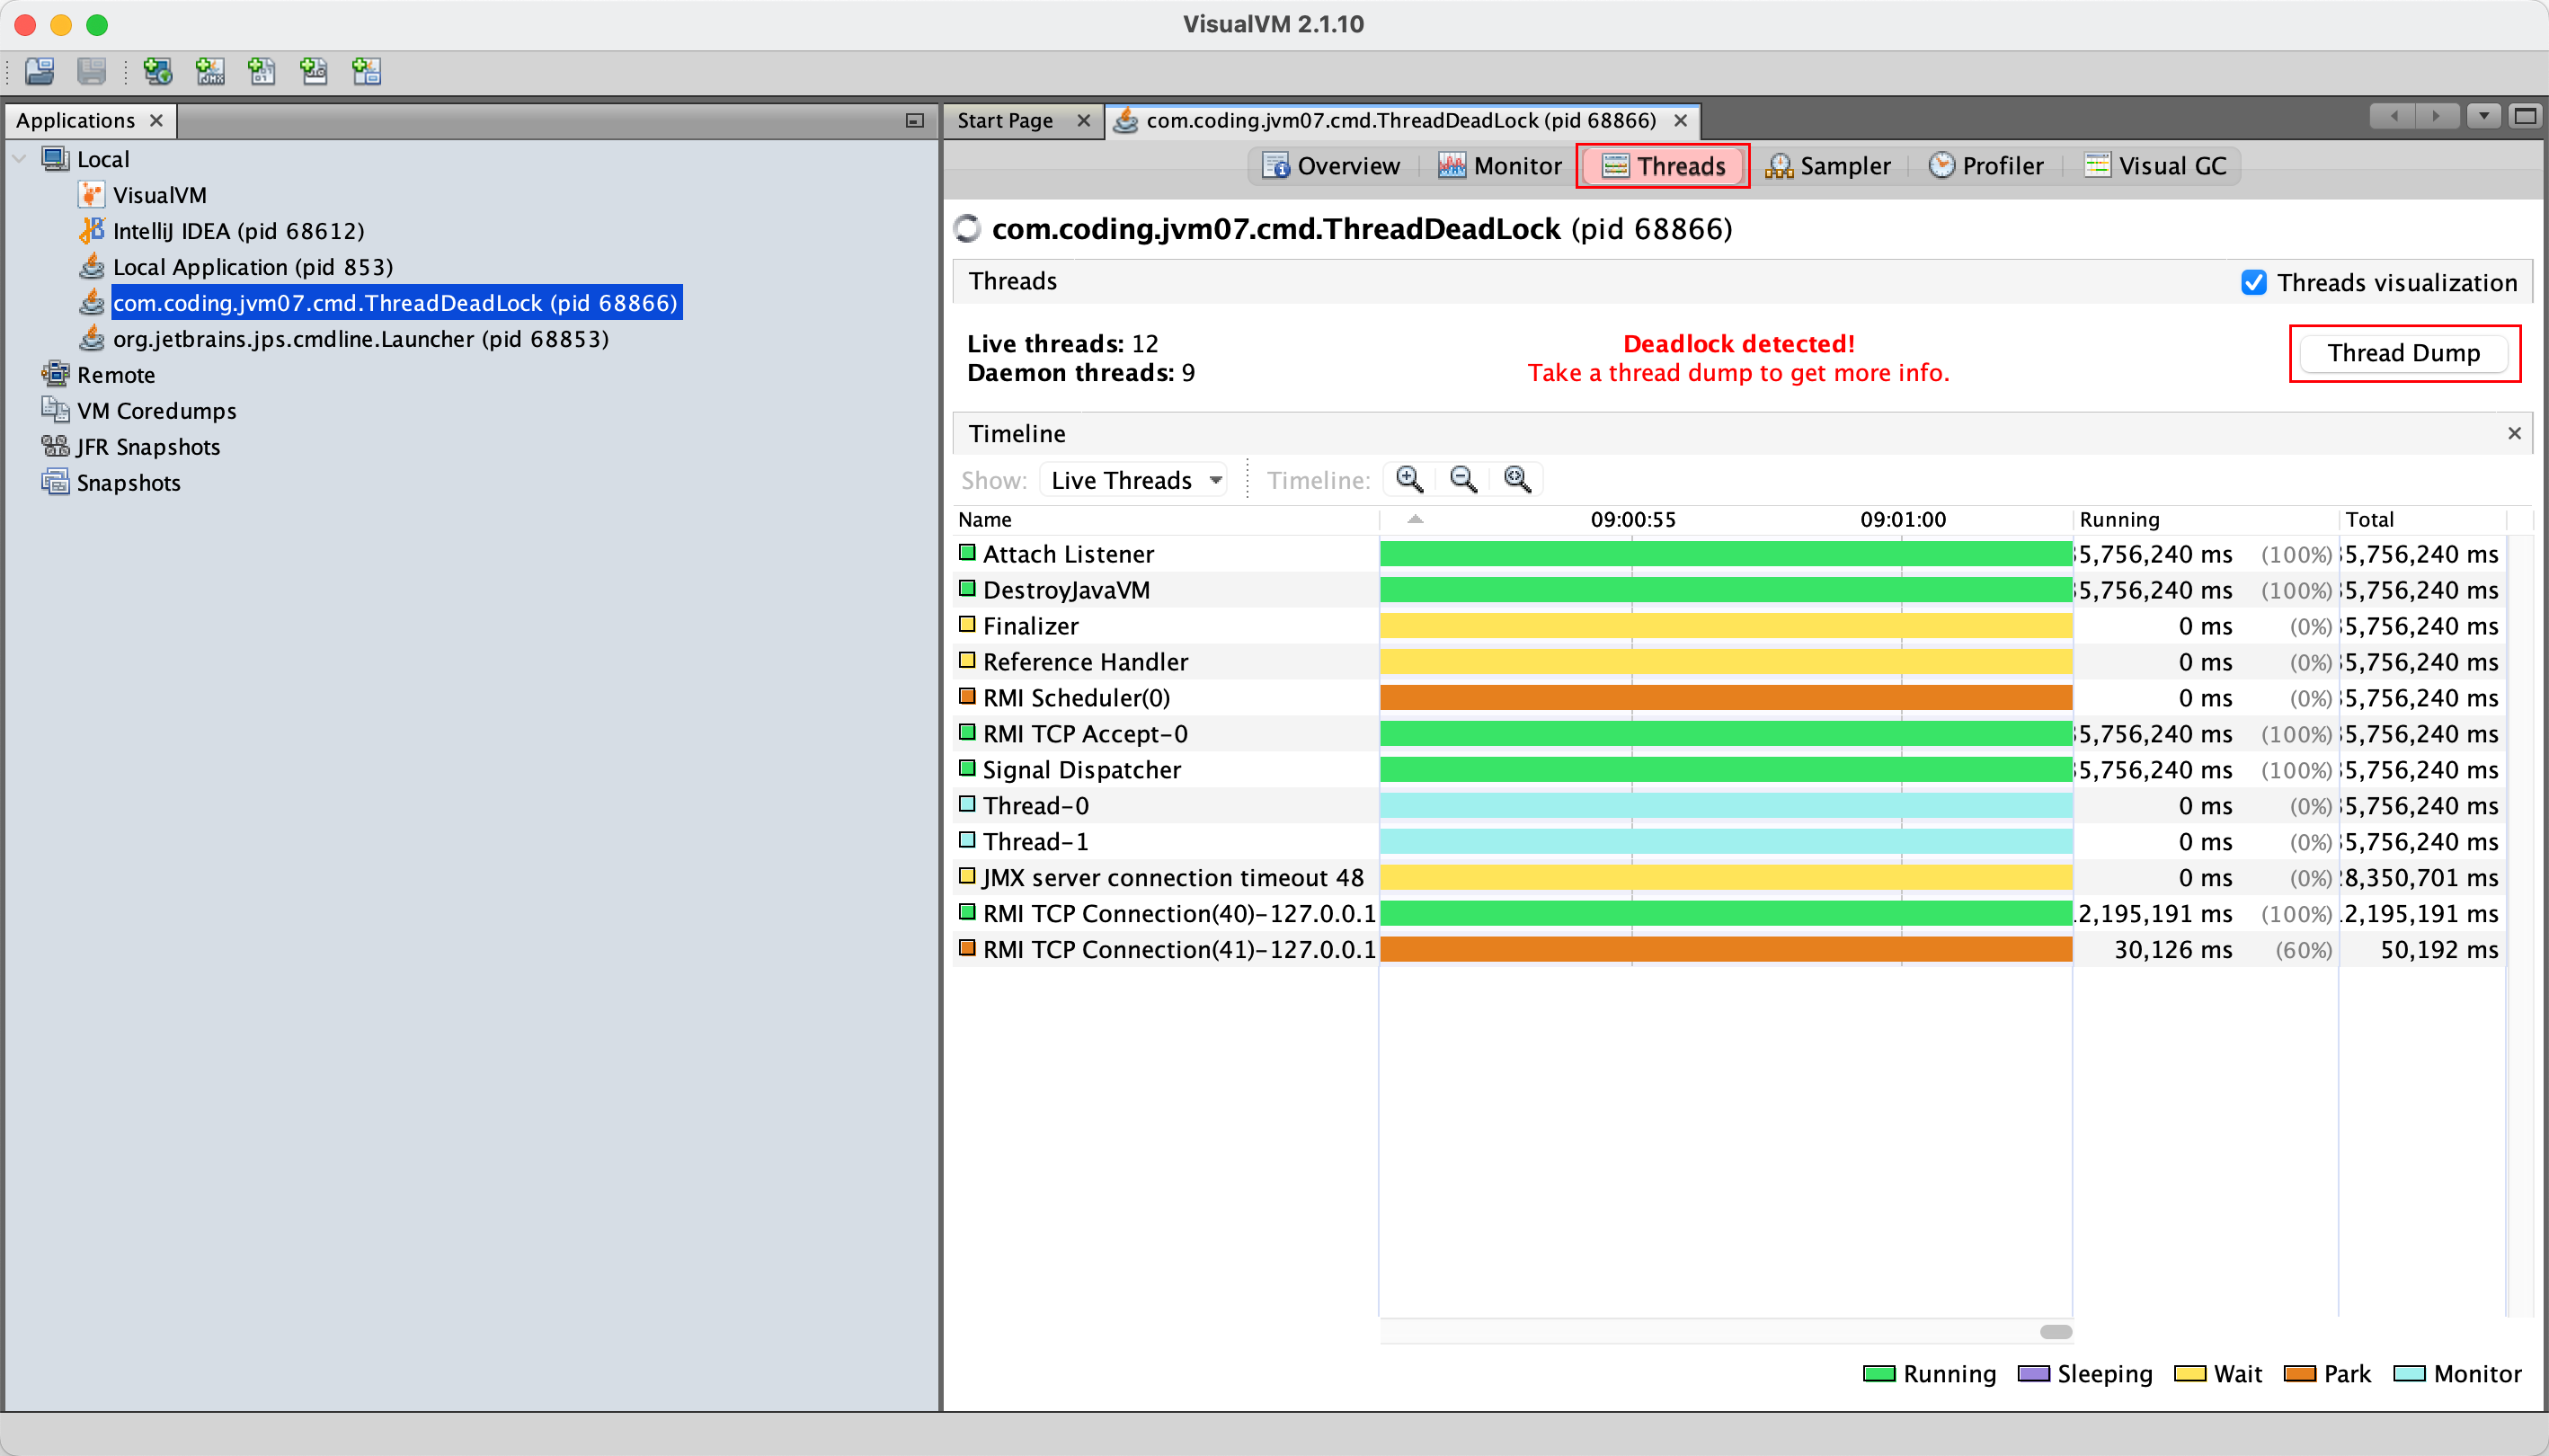 VisualVM 2.1.10
Applications
Start Page
com.coding.jvm07.cmd.ThreadDeadLock (pid 68866)
Local
VisualVM
IntelliJ IDEA (pid 68612)
Local Application (pid 853)
com.coding.jvm07.cmd.ThreadDeadLock (pid 68866)
org.jetbrains.jps.cmdline.Launcher (pid 68853)
Remote
VM Coredumps
JFR Snapshots
Snapshots
Overview Monitor Threads Sampler Profiler Visual GC
com.coding.jvm07.cmd.ThreadDeadLock (pid 68866)
Threads
Threads visualization
Live threads: 12
Daemon threads: 9
Deadlock detected!
Take a thread dump to get more info.
Thread Dump
Timeline
Show: Live Threads Timeline:
Name 09:00:55 09:01:00 Running Total
Attach Listener 5,756,240 ms (100%) 5,756,240 ms
DestroyJavaVM 5,756,240 ms (100%) 5,756,240 ms
Finalizer 0 ms (0%) 5,756,240 ms
Reference Handler 0 ms (0%) 5,756,240 ms
RMI Scheduler(0) 0 ms (0%) 5,756,240 ms
RMI TCP Accept-0 5,756,240 ms (100%) 5,756,240 ms
Signal Dispatcher 5,756,240 ms (100%) 5,756,240 ms
Thread-0 0 ms (0%) 5,756,240 ms
Thread-1 0 ms (0%) 5,756,240 ms
JMX server connection timeout 48 0 ms (0%) 8,350,701 ms
RMI TCP Connection(40)-127.0.0.1 2,195,191 ms (100%) 2,195,191 ms
RMI TCP Connection(41)-127.0.0.1 30,126 ms (60%) 50,192 ms
Running Sleeping Wait Park Monitor